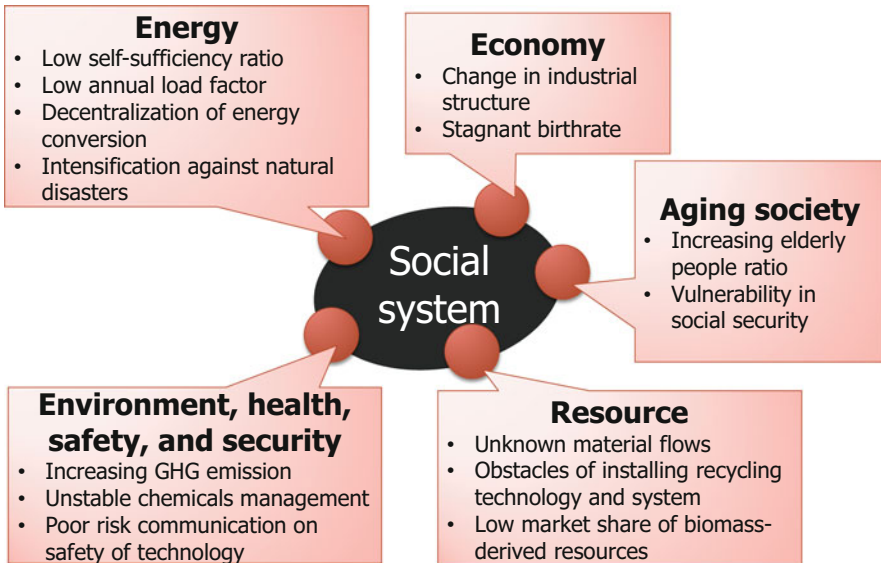 Energy
• Low self-sufficiency ratio
• Low annual load factor
• Decentralization of energy
conversion
• Intensification against natural
disasters
Economy
• Change in industrial
structure
• Stagnant birthrate
Aging society
• Increasing elderly
people ratio
• Vulnerability in
social security
Social
system
Environment, health,
safety, and security
• Increasing GHG emission
• Unstable chemicals management
• Poor risk communication on
safety of technology
Resource
• Unknown material flows
• Obstacles of installing recycling
technology and system
• Low market share of biomass-
derived resources